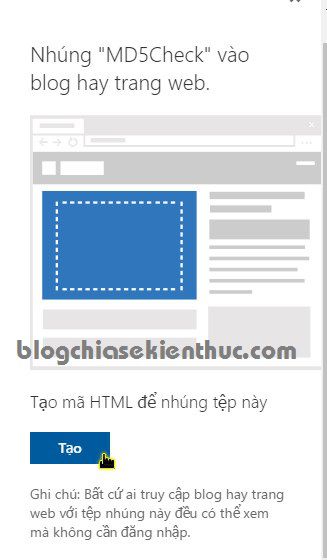 Nhúng "MD5Check" vào
blog hay trang web.
blogchiasekienthuc.com
Tạo mã HTML để nhúng tệp này
Tạo
Ghi chú: Bất cứ ai truy cập blog hay trang
web với tệp nhúng này đều có thể xem
mà không cần đăng nhập.